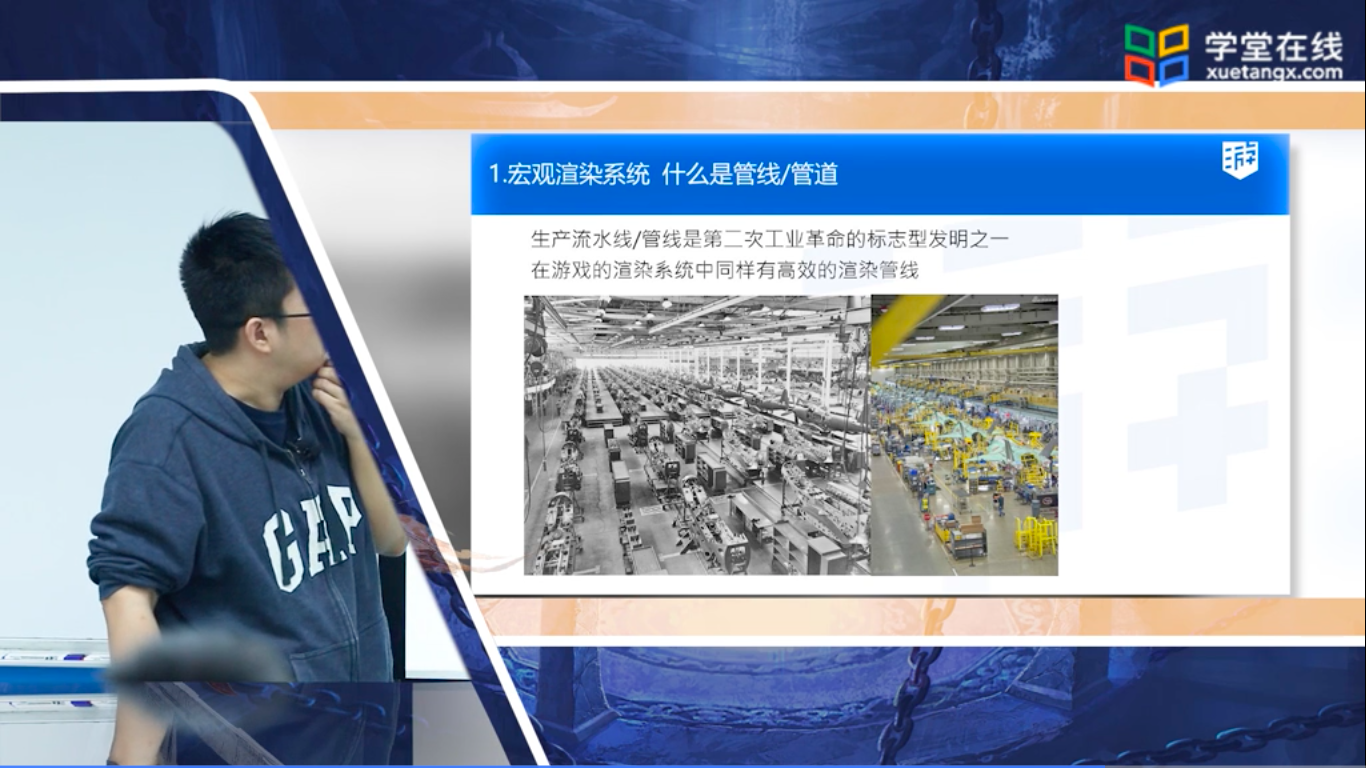 学堂在线
xuetangx.com
1.宏观渲染系统 什么是管线/管道
生产流水线/管线是第二次工业革命的标志型发明之一
在游戏的渲染系统中同样有高效的渲染管线
GAP